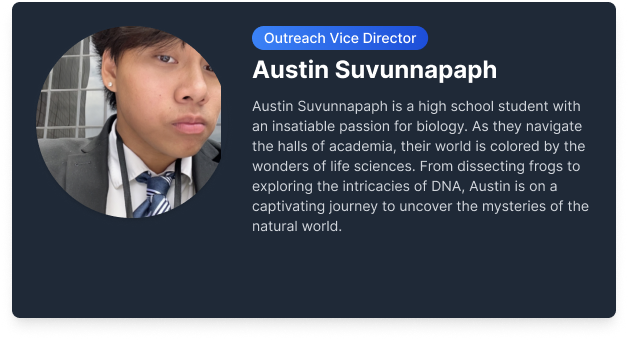 Outreach Vice Director
Austin Suvunnapaph
Austin Suvunnapaph is a high school student with
an insatiable passion for biology. As they navigate
the halls of academia, their world is colored by the
wonders of life sciences. From dissecting frogs to
exploring the intricacies of DNA, Austin is on a
captivating journey to uncover the mysteries of the
natural world.